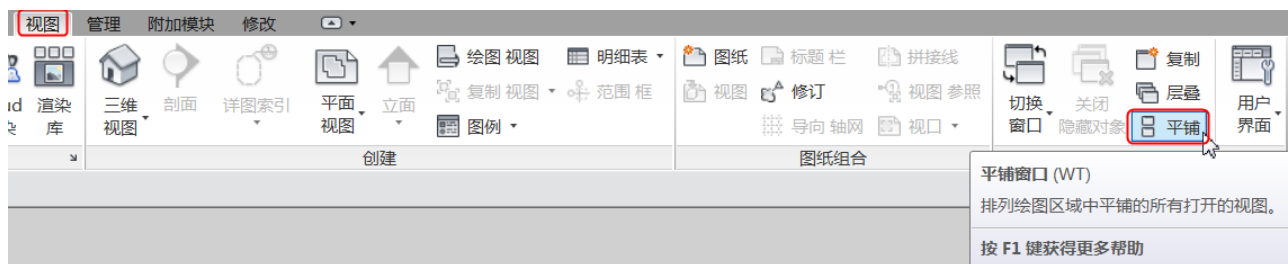 视图 管理 附加模块 修改
绘图 视图 明细表 图纸 标题 栏 拼接线 复制
复制 视图 范围 框 视图 修订 视图 参照 层叠
图例 导向 轴网 视口 平铺
渲染
库
三维
视图
剖面
详图索引
平面
视图
立面
切换
窗口
关闭
隐藏对象
用户
界面
创建 图纸组合
平铺窗口 (WT)
排列绘图区域中平铺的所有打开的视图。
按 F1 键获得更多帮助